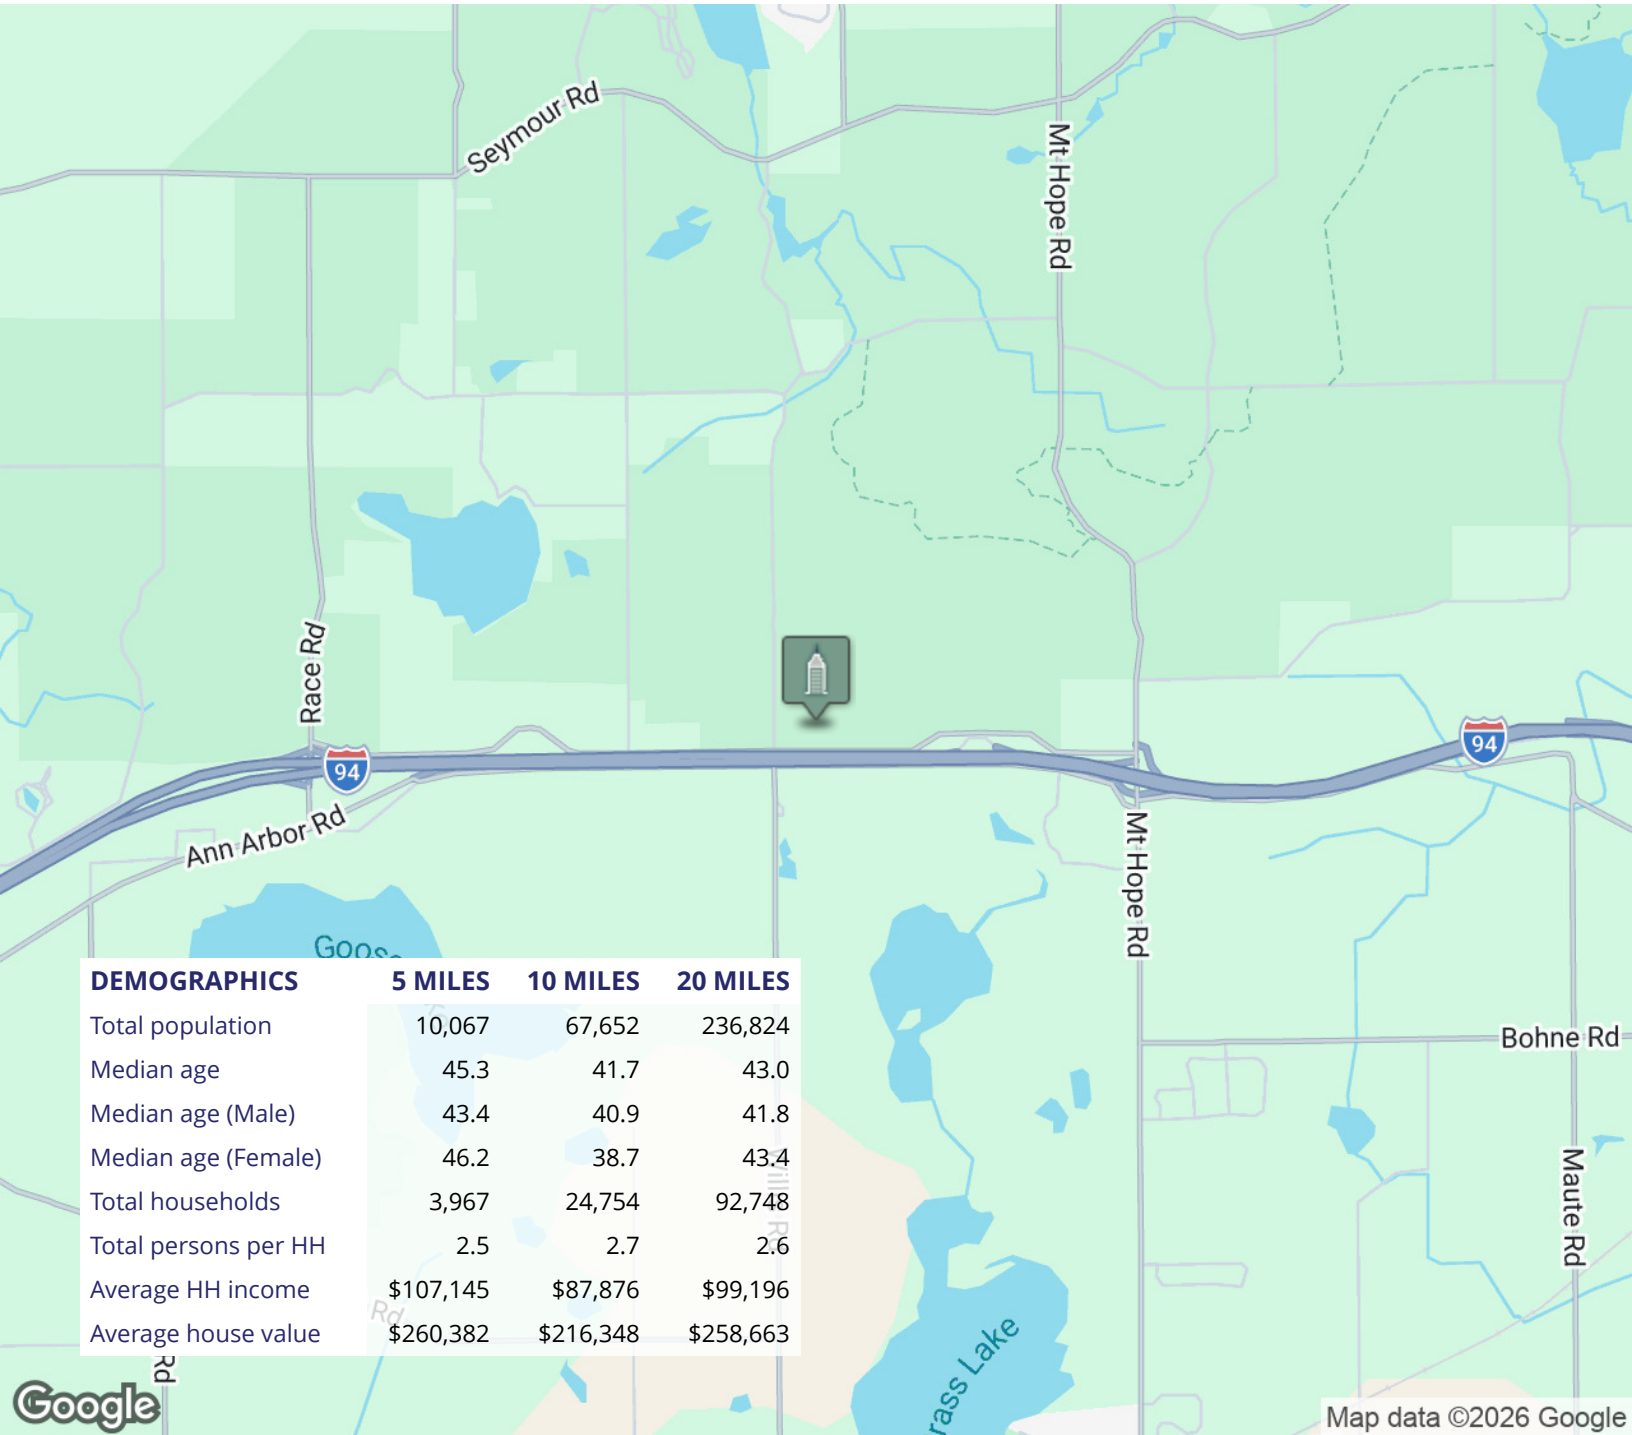 Seymour Rd
Mt Hope Rd
Race Rd
94
94
Ann Arbor Rd
Mt Hope Rd
Goose
DEMOGRAPHICS 5 MILES 10 MILES 20 MILES
Total population 10,067 67,652 236,824
Median age 45.3 41.7 43.0
Median age (Male) 43.4 40.9 41.8
Median age (Female) 46.2 38.7 43.4
Total households 3,967 24,754 92,748
Total persons per HH 2.5 2.7 2.6
Average HH income $107,145 $87,876 $99,196
Average house value $260,382 $216,348 $258,663
Bohne Rd
Maute Rd
Rd
Rd
rass Lake
Google
Map data ©2026 Google